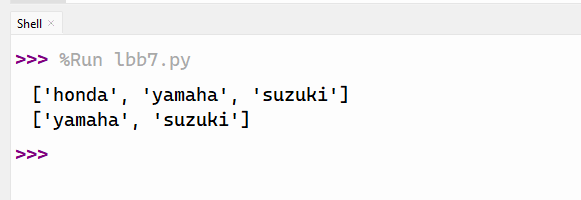 Shell ×
>>> %Run lbb7.py
['honda', 'yamaha', 'suzuki']
['yamaha', 'suzuki']
>>>